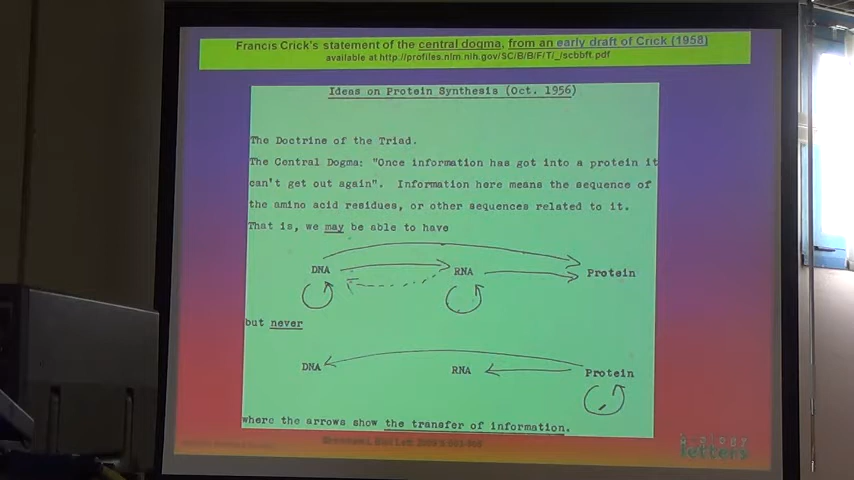 Francis Crick's statement of the central dogma, from an early draft of Crick (1958)
available at http://profiles.nlm.nih.gov/SC/B/B/F/T/_/scbbft.pdf
Ideas on Protein Synthesis (Oct. 1956)
The Doctrine of the Triad.
The Central Dogma: "Once information has got into a protein it
can't get out again". Information here means the sequence of
the amino acid residues, or other sequences related to it.
That is, we may be able to have
DNA RNA Protein
but never
DNA RNA Protein
where the arrows show the transfer of information.
biology
letters